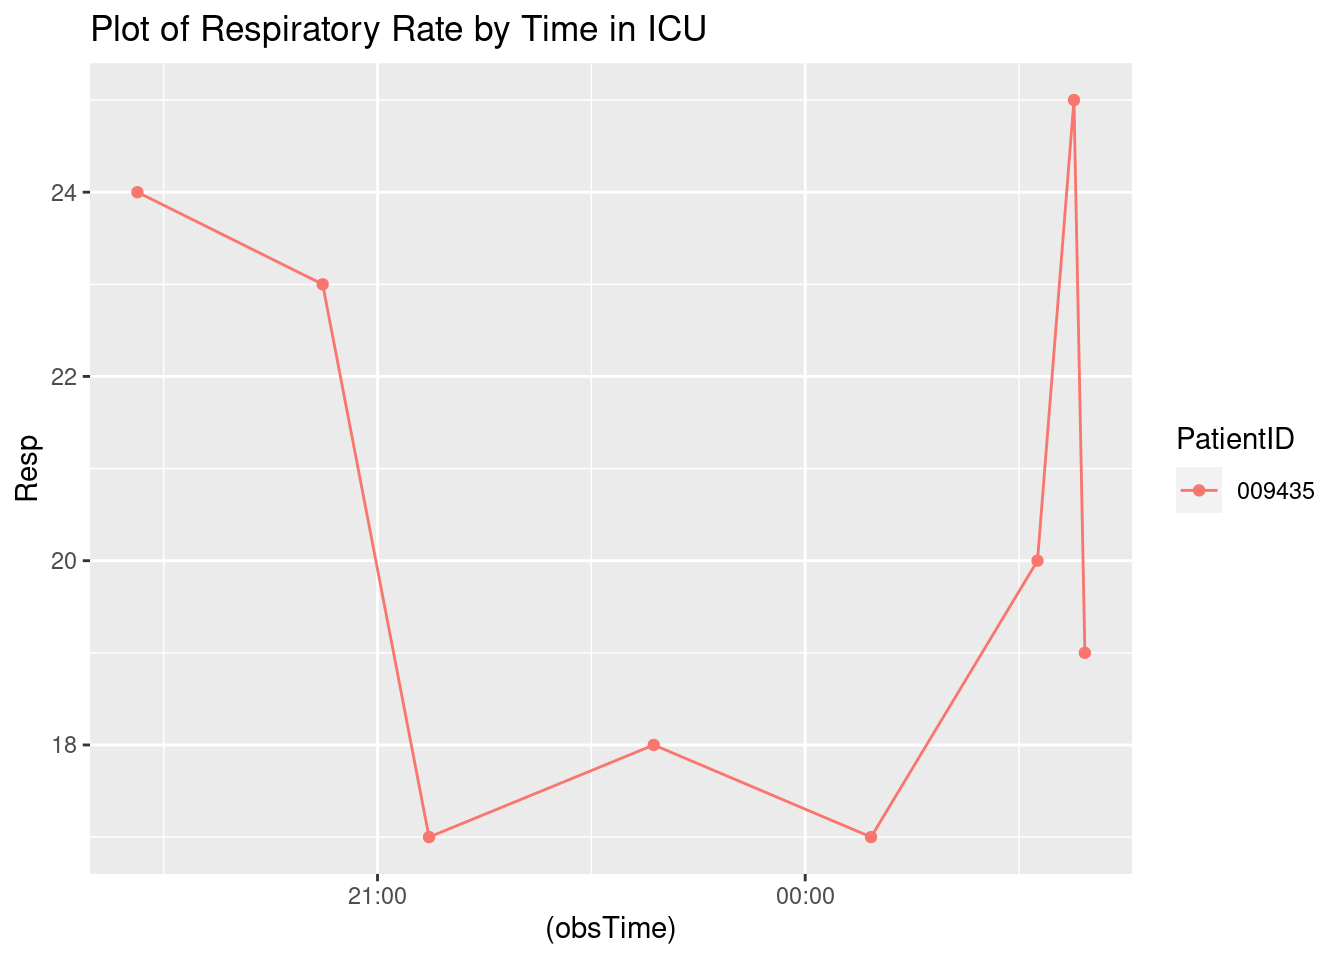 Plot of Respiratory Rate by Time in ICU
24
22
20
18
Resp
21:00
00:00
(obsTime)
PatientID
009435